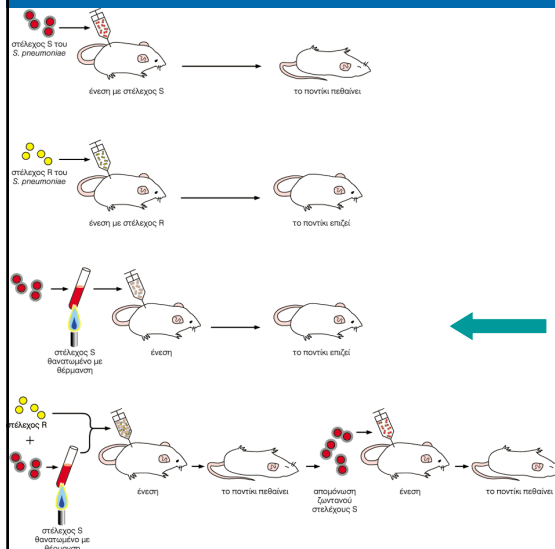 στέλεχος S του
S. pneumoniae
ένεση με στέλεχος S
το ποντίκι πεθαίνει
στέλεχος R του
S. pneumoniae
ένεση με στέλεχος R
το ποντίκι επιζεί
στέλεχος S
θανατωμένο με
θέρμανση
ένεση
το ποντίκι επιζεί
στέλεχος R
+
στέλεχος S
θανατωμένο με
θέρμανση
ένεση
το ποντίκι πεθαίνει
απομόνωση
ζωντανού
στελέχους S
ένεση
το ποντίκι πεθαίνει